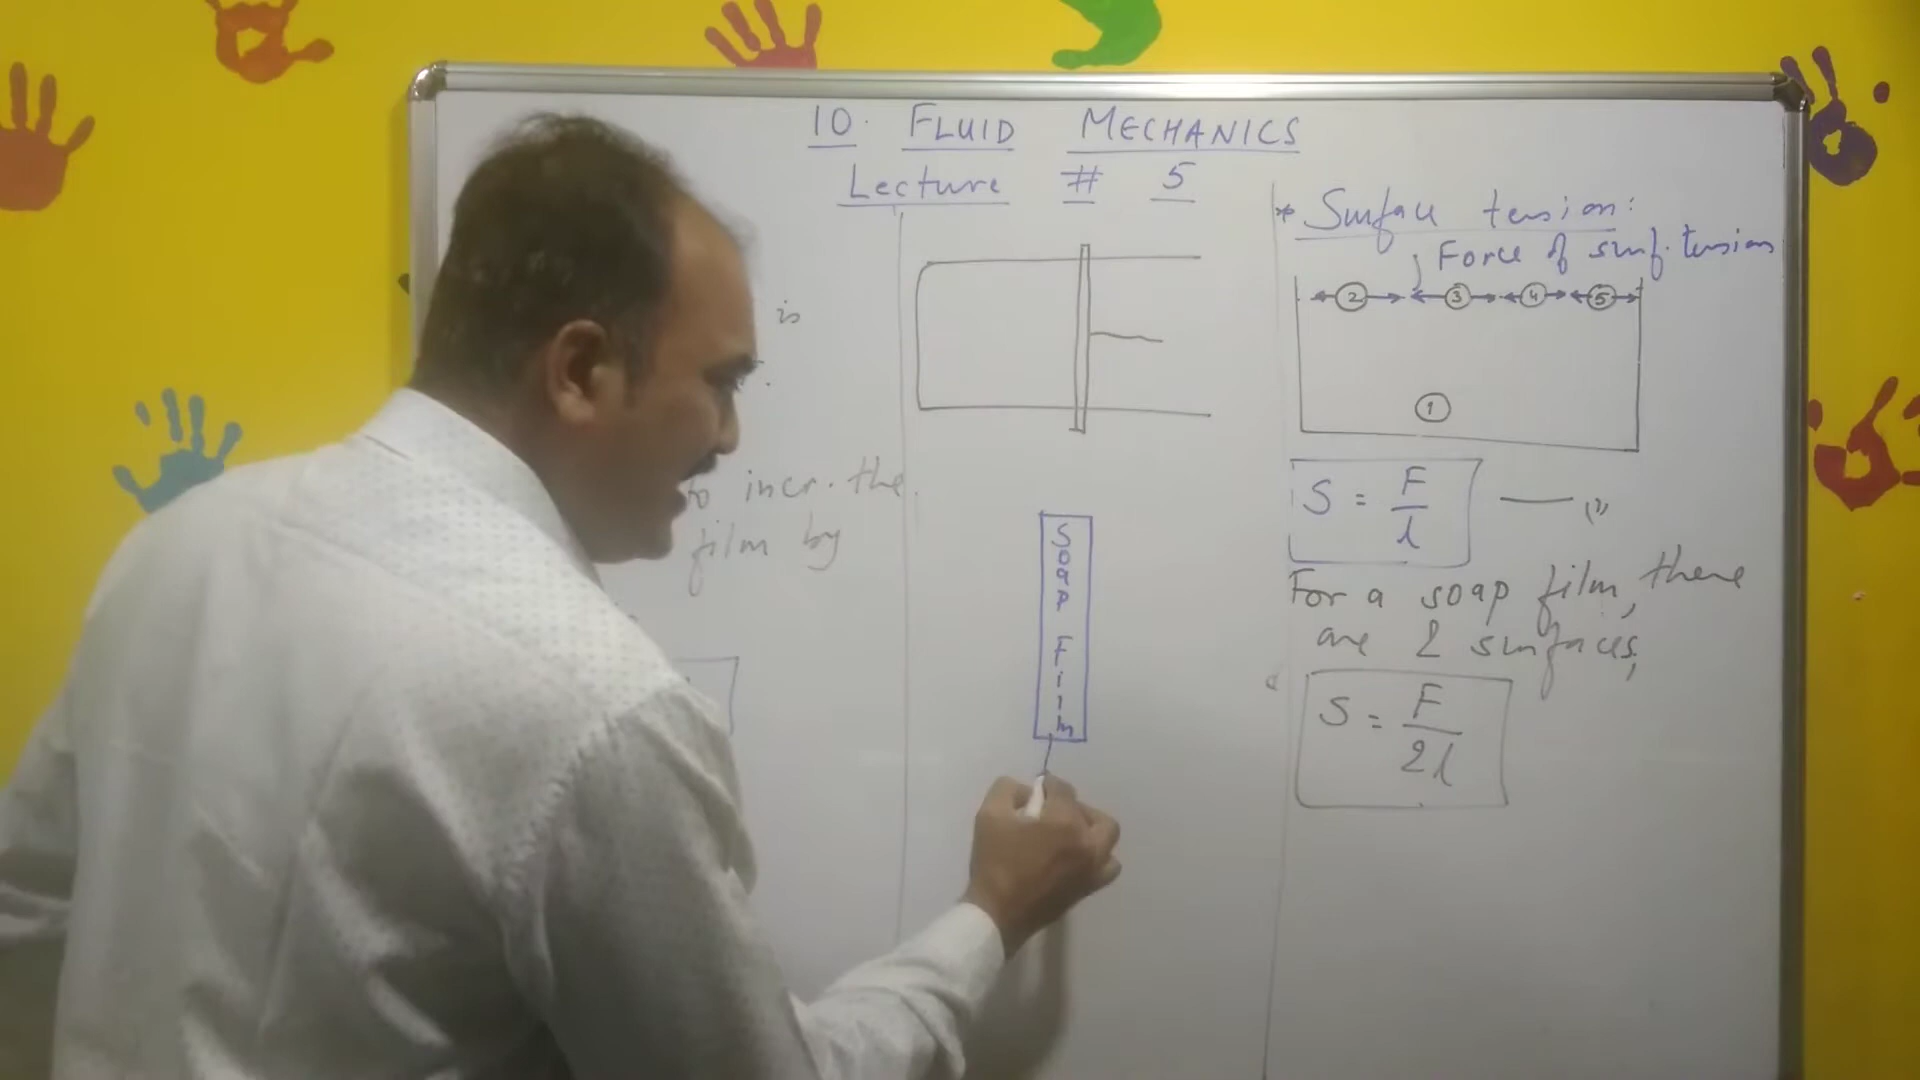 10. FLUID MECHANICS
Lecture # 5
is
to incr. the
film by
Soap Film
* Surface tension:
Force of surf. tension
2 3 4 5
1
S = F/l (1)
For a soap film, there
are 2 surfaces,
S = F/2l